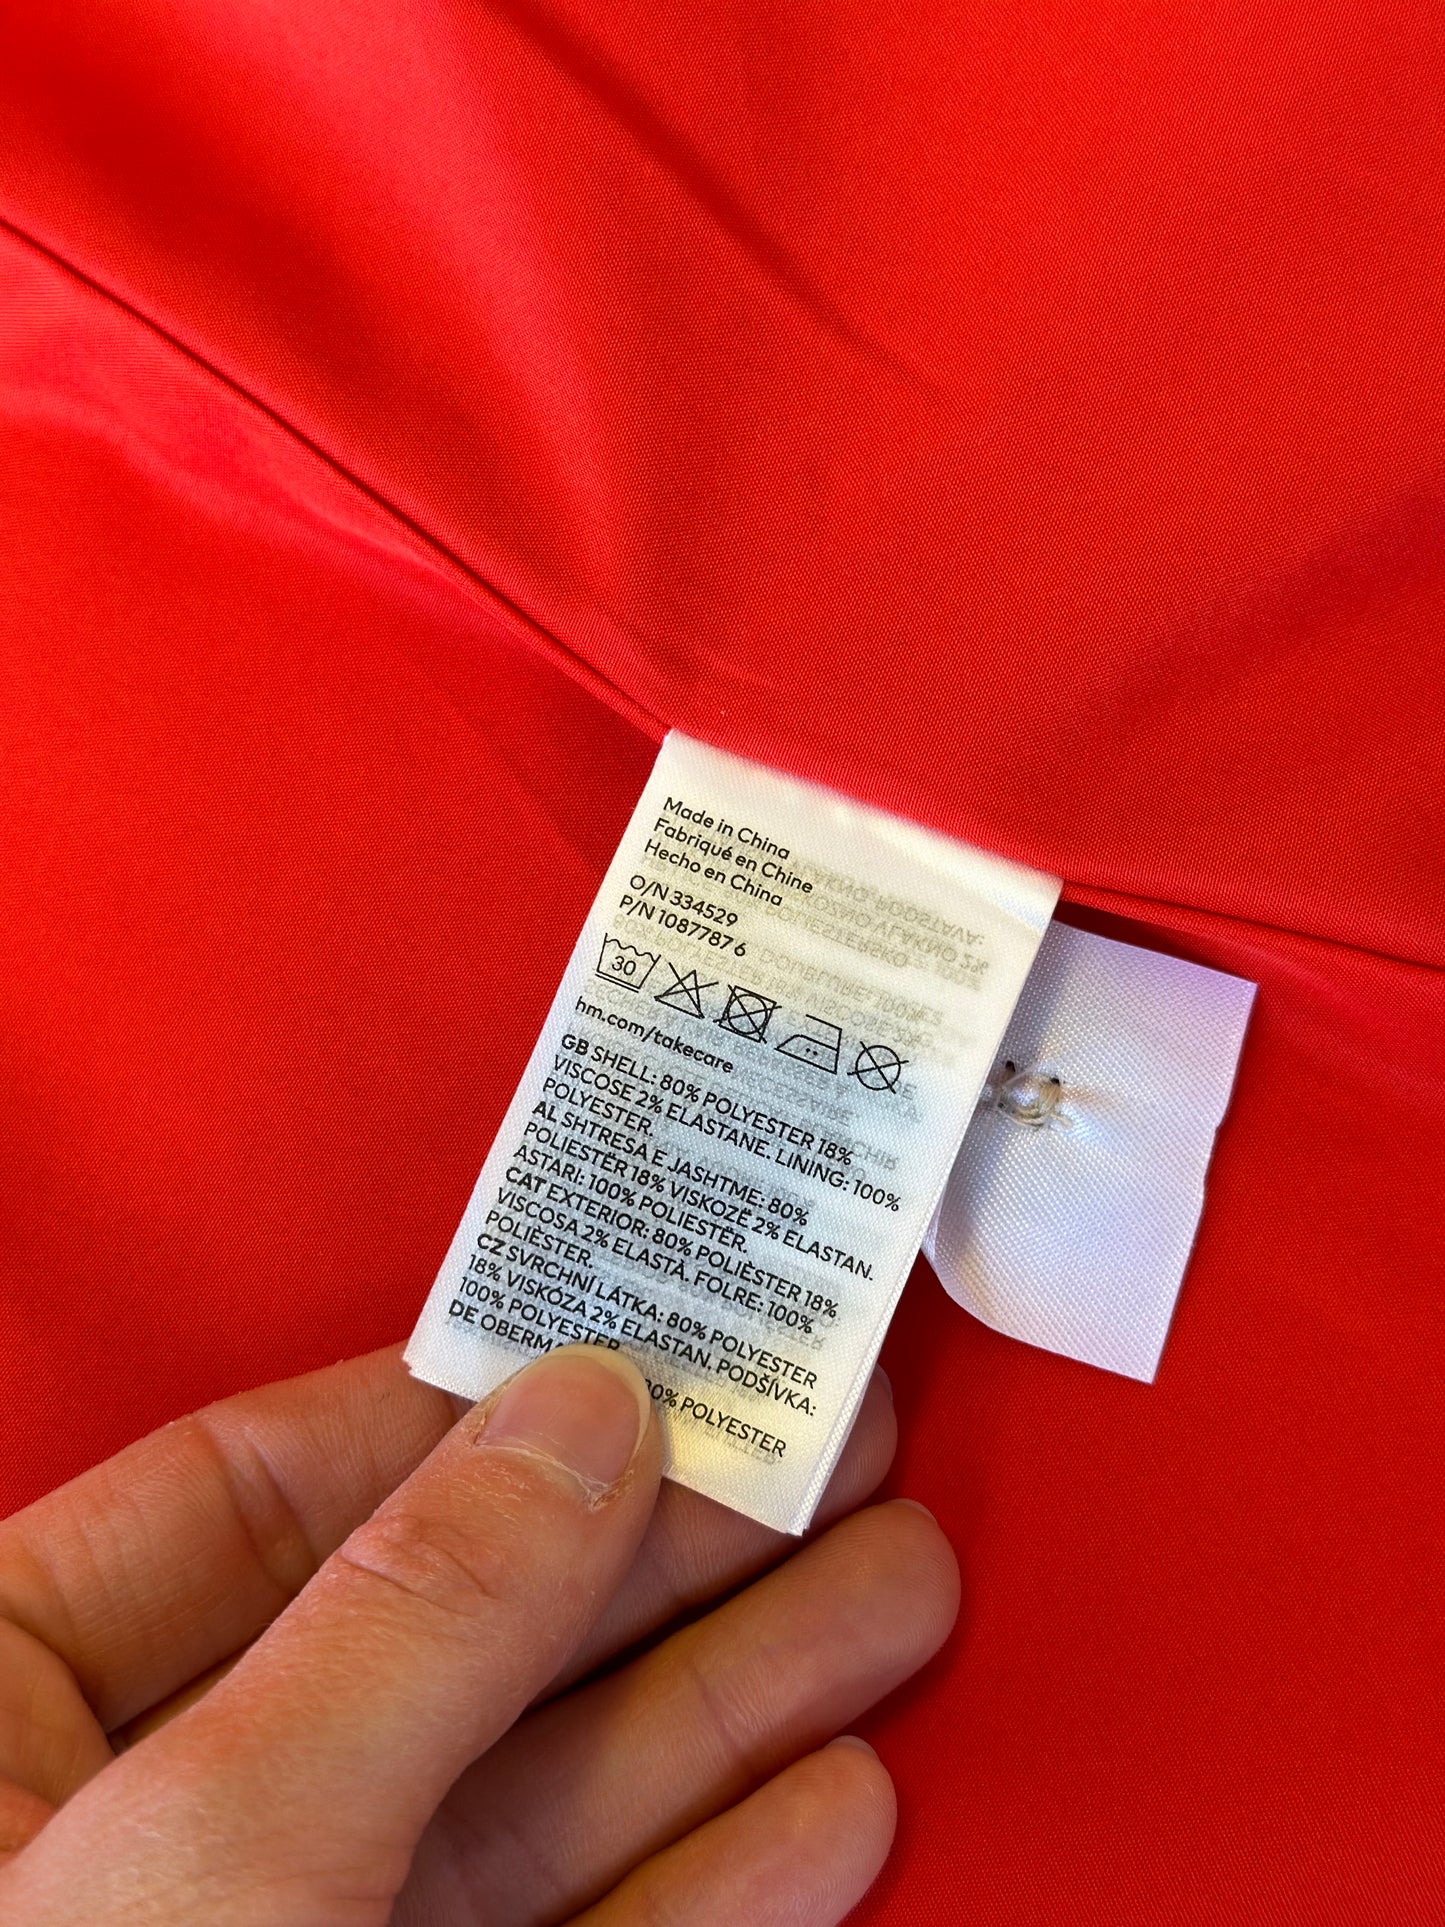 Made in China
Fabriqué en Chine
Hecho en China
O/N 334529
P/N 1087787 6
30
hm.com/takecare
GB SHELL: 80% POLYESTER 18%
VISCOSE 2% ELASTANE. LINING: 100%
POLYESTER.
AL SHTRESA E JASHTME: 80%
POLIESTËR 18% VISKOZË 2% ELASTAN.
ASTARI: 100% POLIESTËR.
CAT EXTERIOR: 80% POLIÈSTER 18%
VISCOSA 2% ELASTÀ. FOLRE: 100%
POLIÈSTER.
CZ SVRCHNÍ LÁTKA: 80% POLYESTER
18% VISKÓZA 2% ELASTAN. PODŠÍVKA:
100% POLYESTER
DE POLYESTER